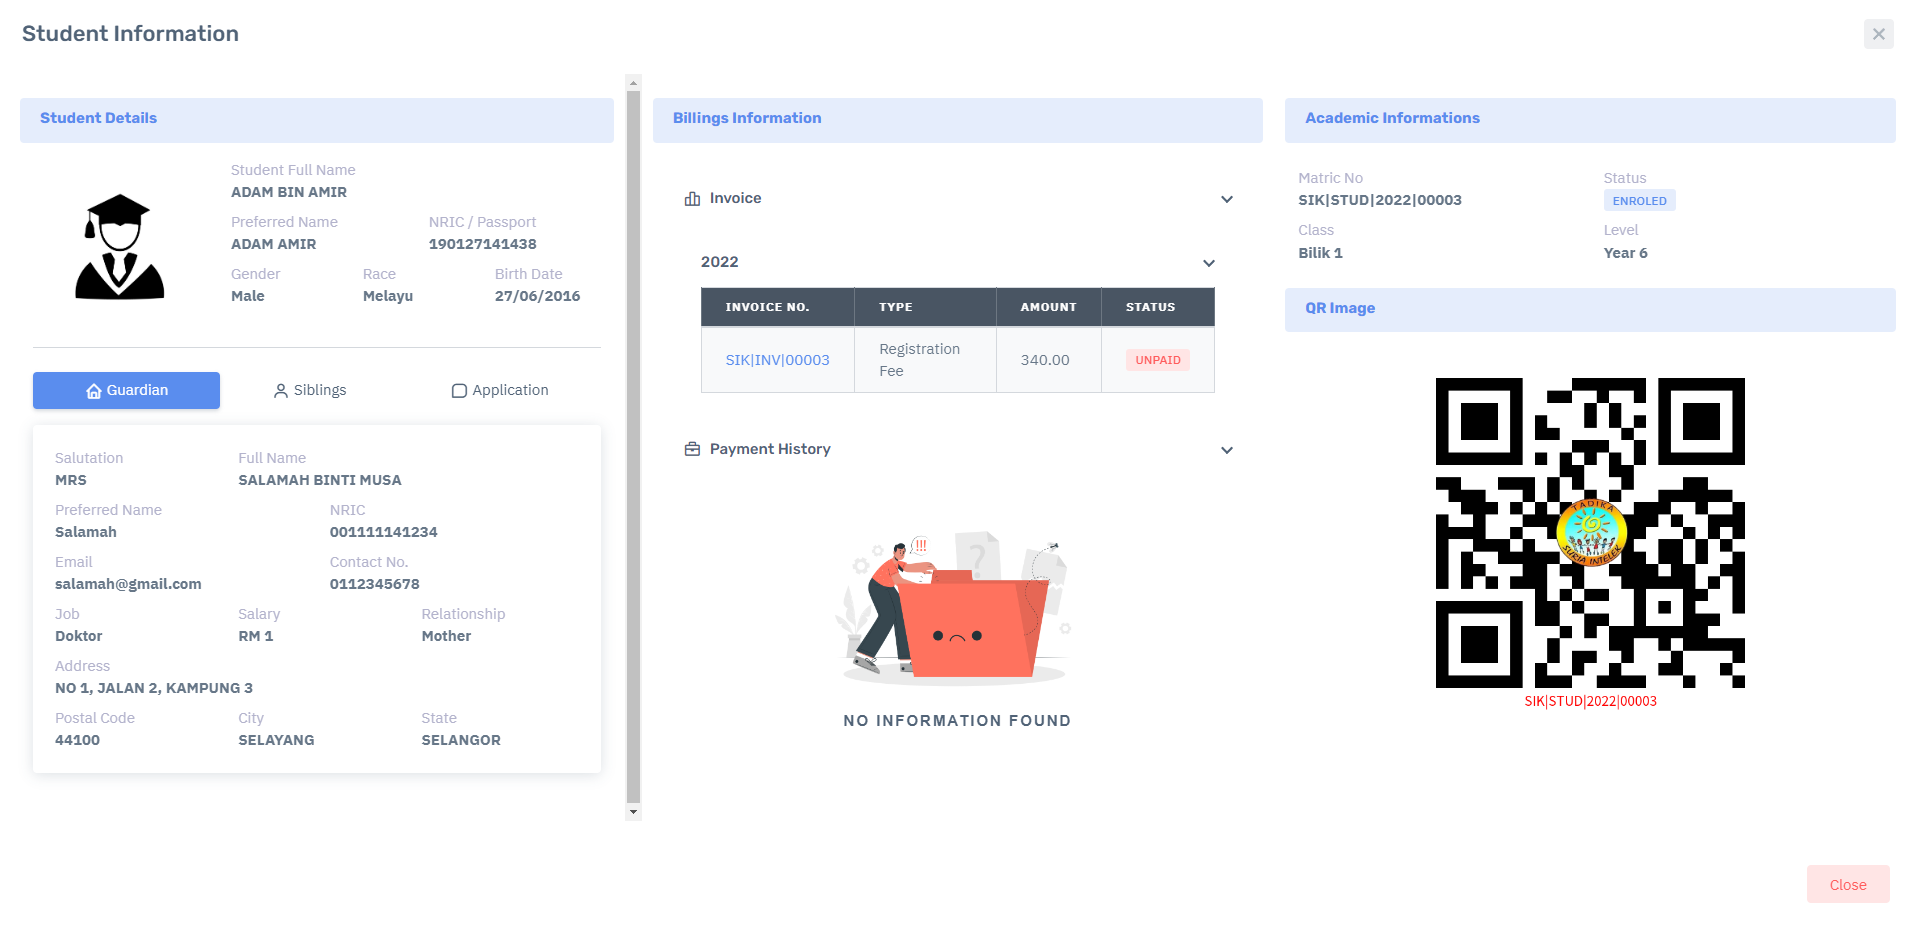 Student Information
Student Details
Student Full Name
ADAM BIN AMIR
Preferred Name NRIC / Passport
ADAM AMIR 190127141438
Gender Race Birth Date
Male Melayu 27/06/2016
Guardian Siblings Application
Salutation Full Name
MRS SALAMAH BINTI MUSA
Preferred Name NRIC
Salamah 001111141234
Email Contact No.
salamah@gmail.com 0112345678
Job Salary Relationship
Doktor RM 1 Mother
Address
NO 1, JALAN 2, KAMPUNG 3
Postal Code City State
44100 SELAYANG SELANGOR
Billings Information
Invoice
2022
INVOICE NO. TYPE AMOUNT STATUS
SIK|INV|00003 Registration Fee 340.00 UNPAID
Payment History
!!!
?
NO INFORMATION FOUND
Academic Informations
Matric No Status
SIK|STUD|2022|00003 ENROLED
Class Level
Bilik 1 Year 6
QR Image
TADIKA
SURIA INTELEK
SIK|STUD|2022|00003
Close